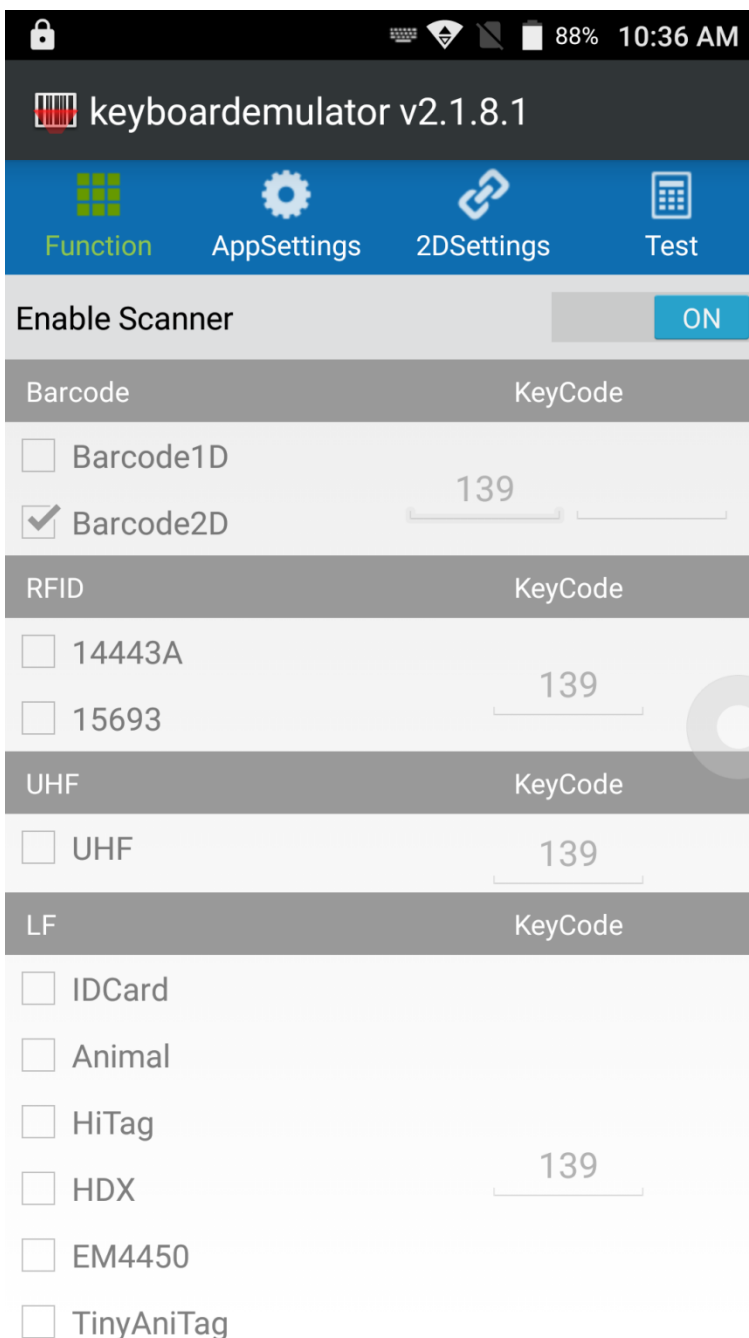 88% 10:36 AM
keyboardemulator v2.1.8.1
Function AppSettings 2DSettings Test
Enable Scanner ON
Barcode KeyCode
Barcode1D
139
Barcode2D
RFID KeyCode
14443A
139
15693
UHF KeyCode
UHF 139
LF KeyCode
IDCard
Animal
HiTag
139
HDX
EM4450
TinyAniTag